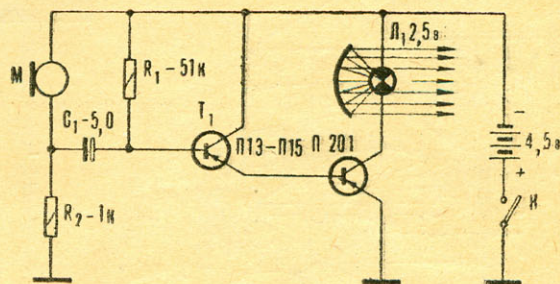 М
R₁-51к
C₁-5,0
T₁
П13-П15
П 201
R₂-1к
Л₁ 2,5в
−
4,5в
+
К